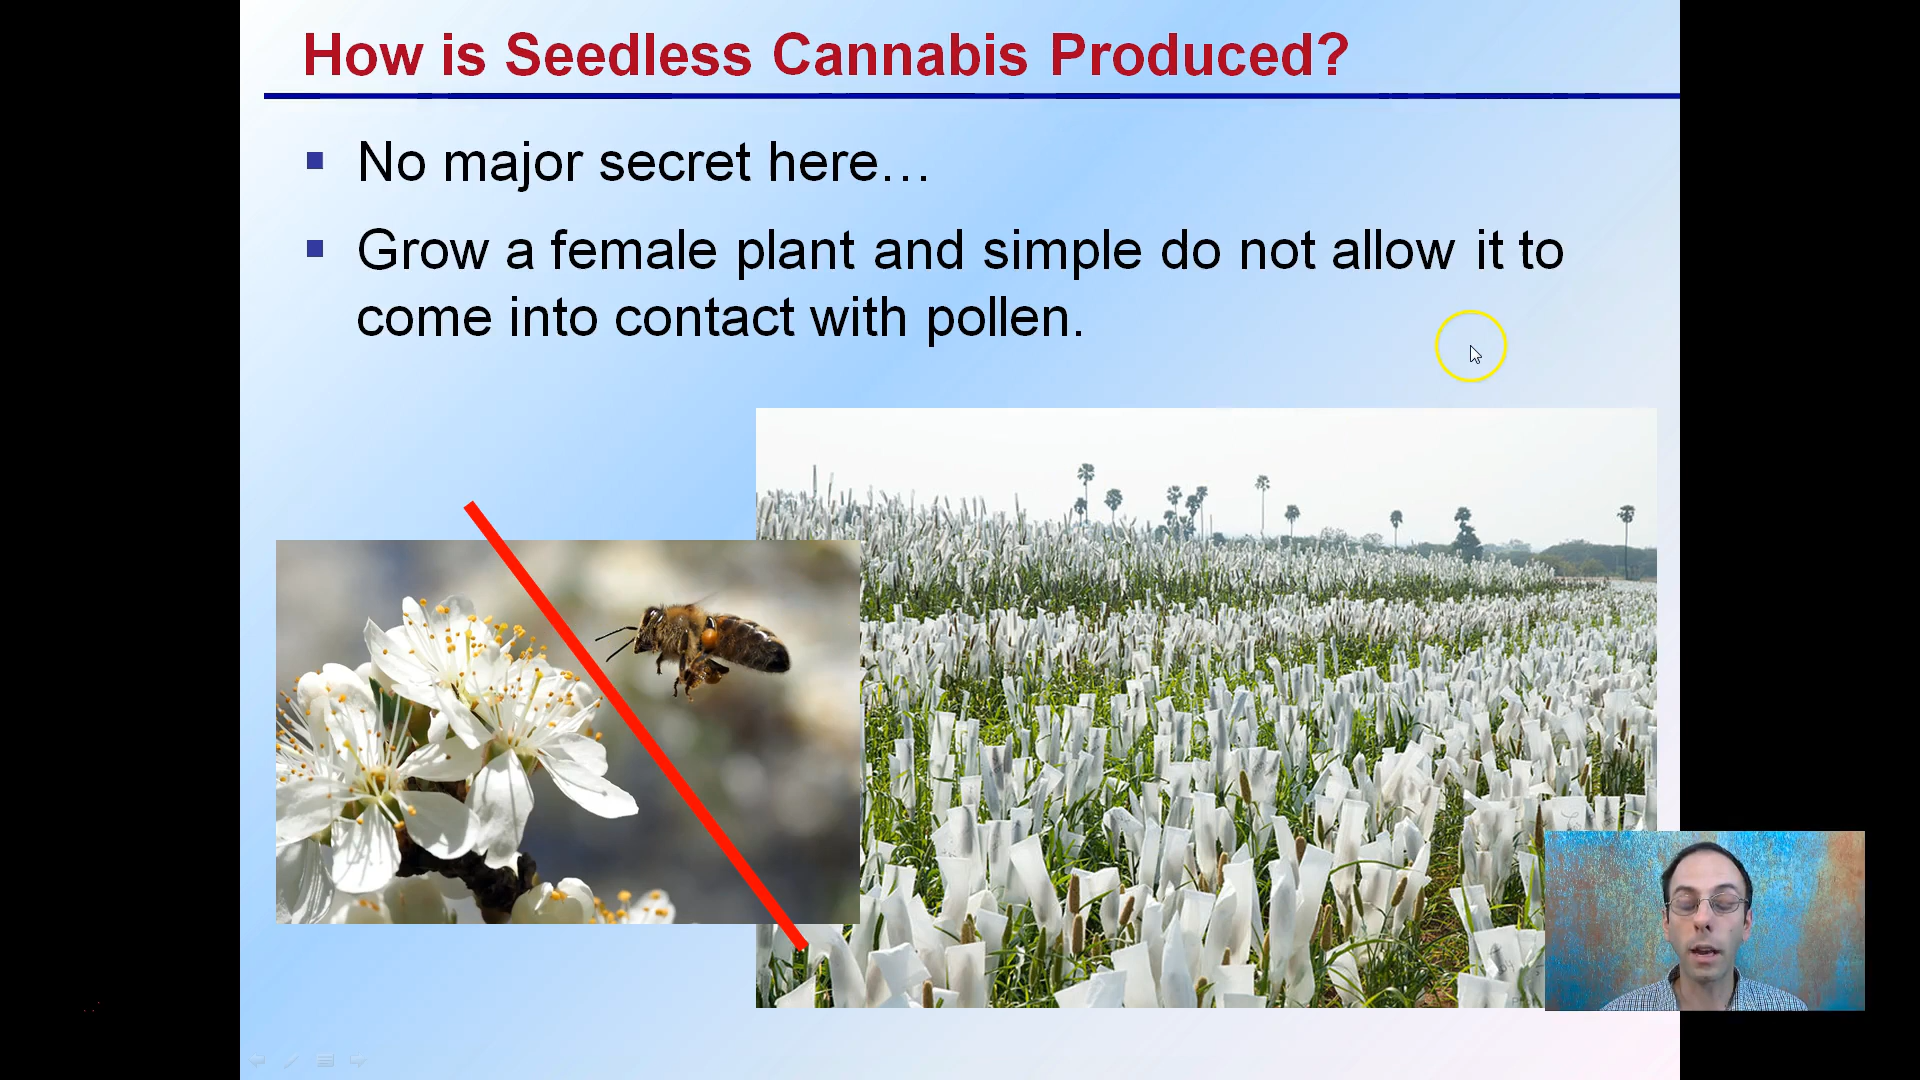 How is Seedless Cannabis Produced?
No major secret here…
Grow a female plant and simple do not allow it to
come into contact with pollen.